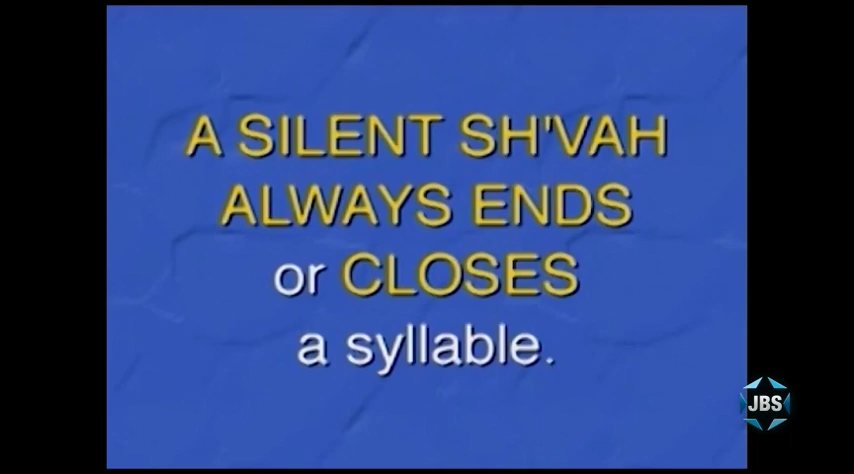 A SILENT SH'VAH
ALWAYS ENDS
or CLOSES
a syllable.
JBS